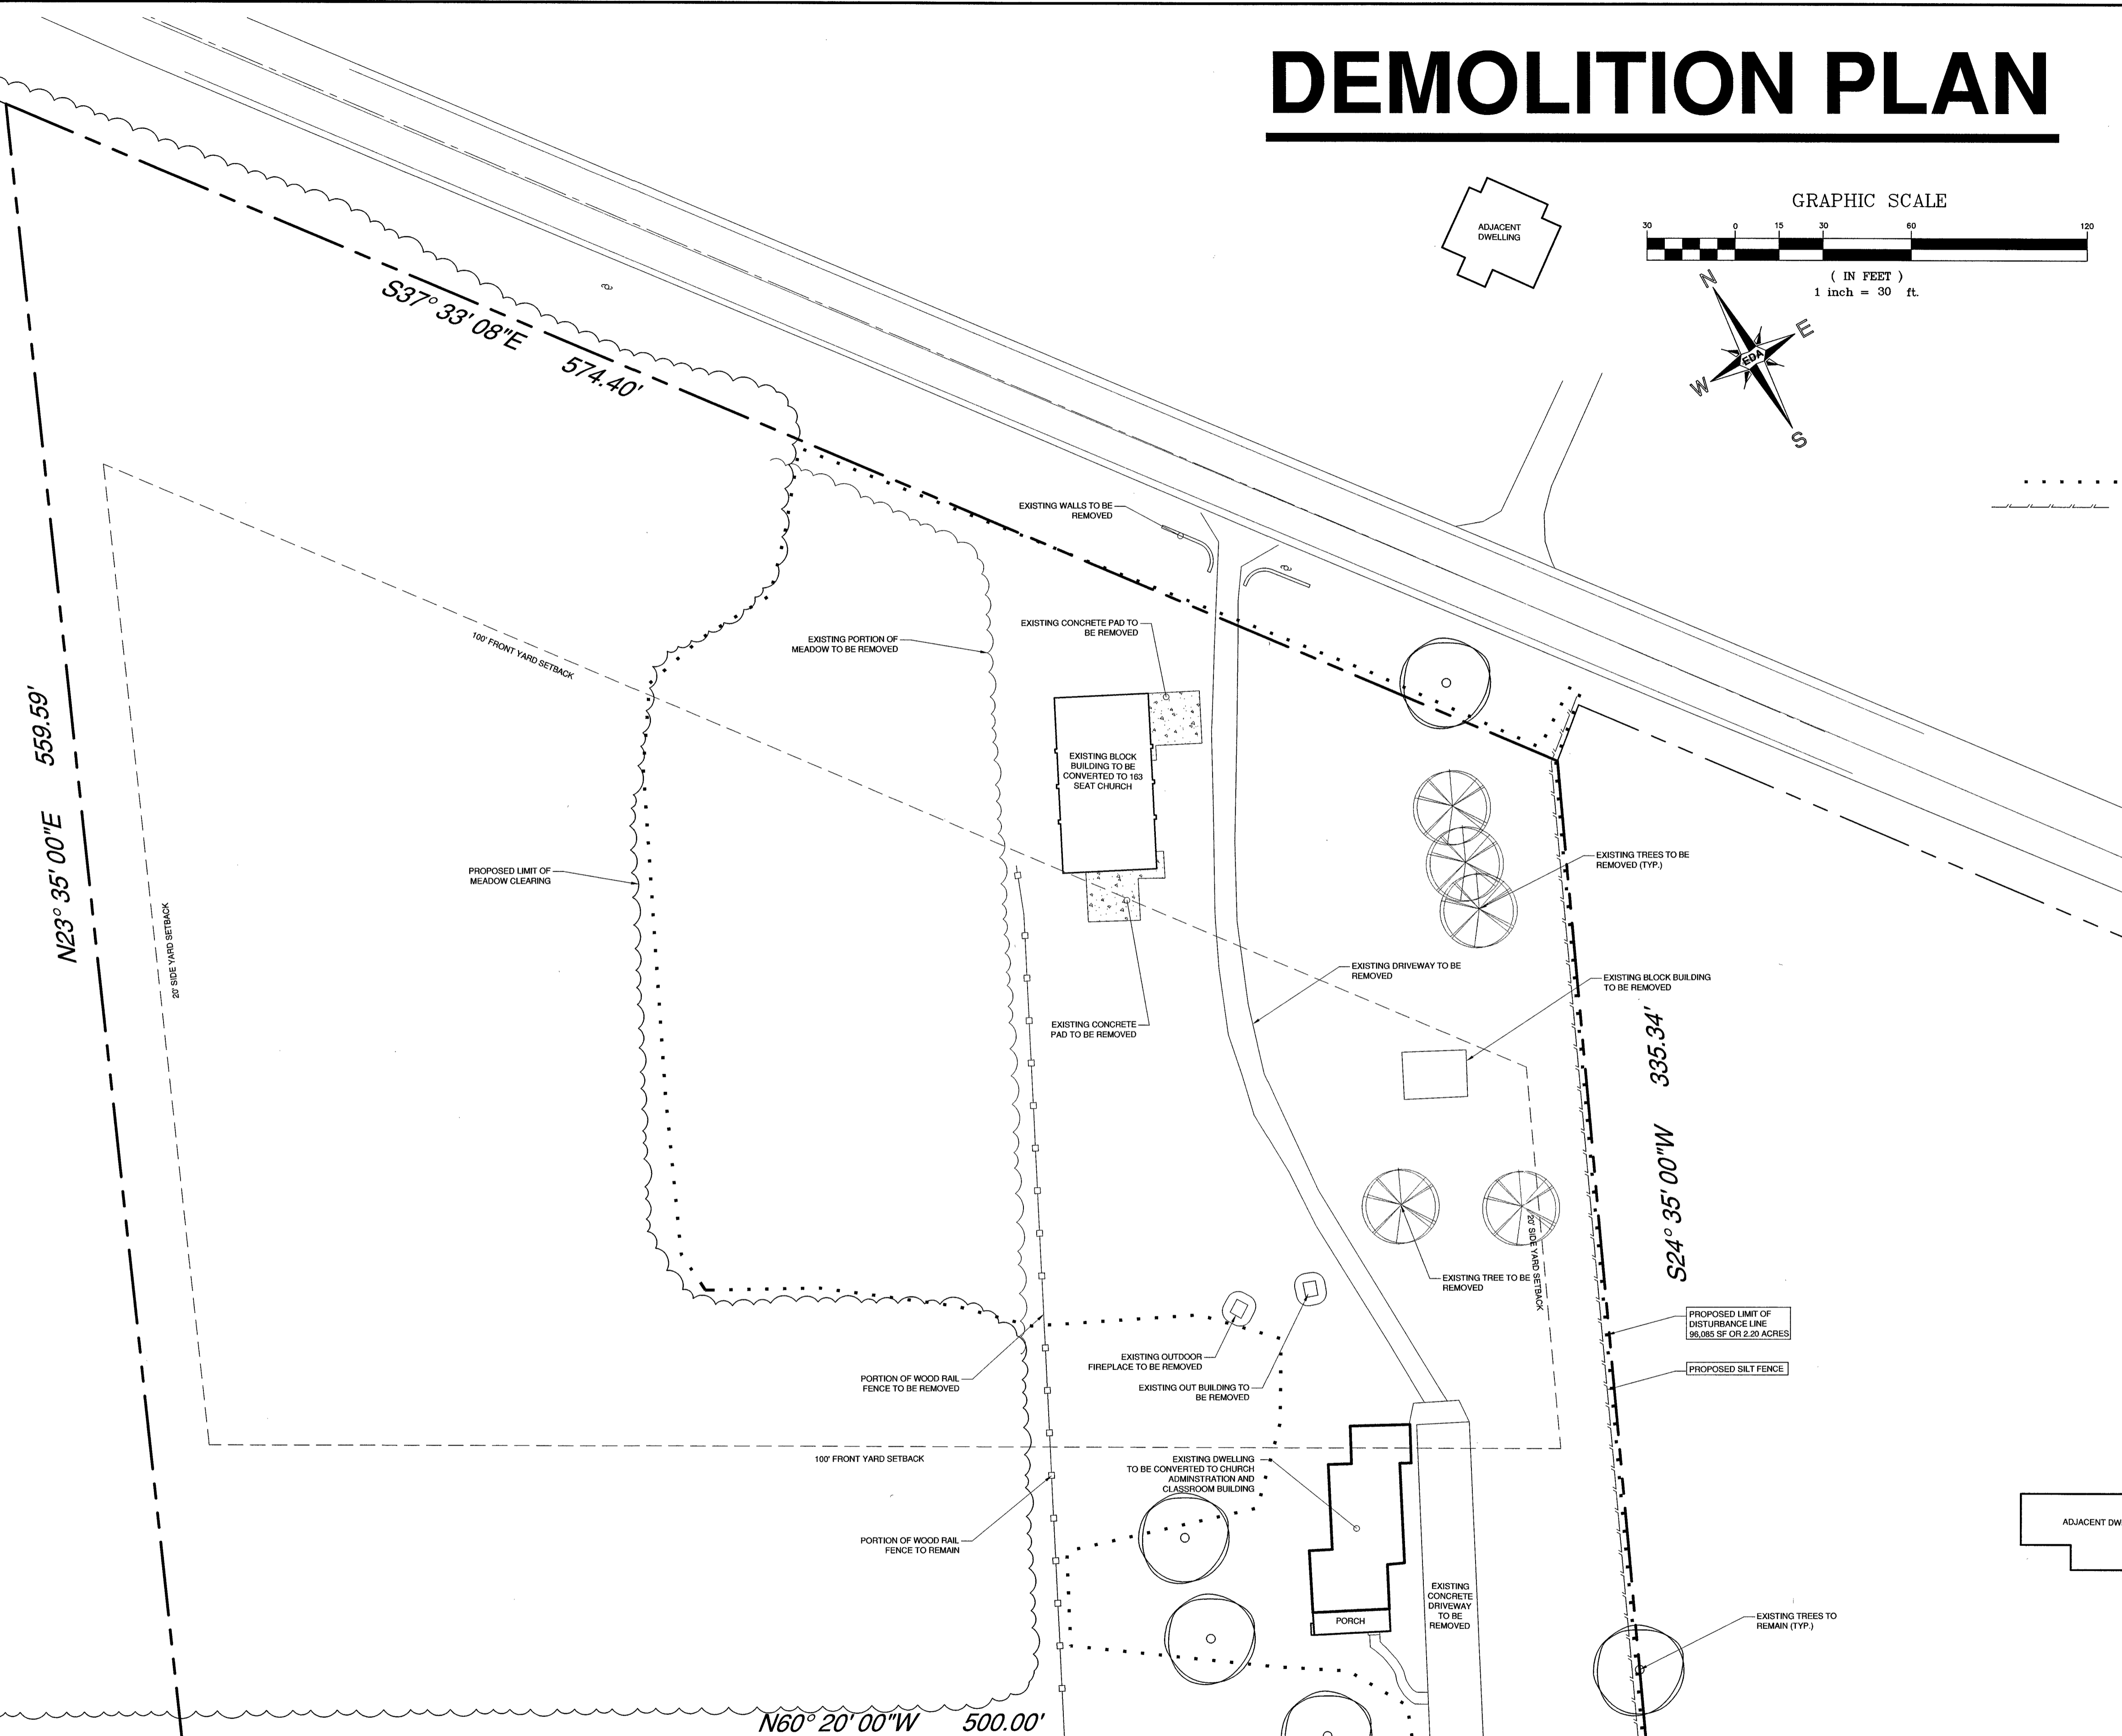 DEMOLITION PLAN
GRAPHIC SCALE
30 0 15 30 60 120
( IN FEET )
1 inch = 30 ft.
N
E
EDA
W
S
ADJACENT
DWELLING
S37° 33' 08"E 574.40'
N23° 35' 00"E 559.59'
100' FRONT YARD SETBACK
20' SIDE YARD SETBACK
EXISTING WALLS TO BE
REMOVED
EXISTING CONCRETE PAD TO
BE REMOVED
EXISTING PORTION OF
MEADOW TO BE REMOVED
EXISTING BLOCK
BUILDING TO BE
CONVERTED TO 163
SEAT CHURCH
PROPOSED LIMIT OF
MEADOW CLEARING
EXISTING TREES TO BE
REMOVED (TYP.)
EXISTING DRIVEWAY TO BE
REMOVED
EXISTING BLOCK BUILDING
TO BE REMOVED
EXISTING CONCRETE
PAD TO BE REMOVED
S24° 35' 00"W 335.34'
20' SIDE YARD SETBACK
EXISTING TREE TO BE
REMOVED
PROPOSED LIMIT OF
DISTURBANCE LINE
96,085 SF OR 2.20 ACRES
PROPOSED SILT FENCE
EXISTING OUTDOOR
FIREPLACE TO BE REMOVED
EXISTING OUT BUILDING TO
BE REMOVED
PORTION OF WOOD RAIL
FENCE TO BE REMOVED
100' FRONT YARD SETBACK
EXISTING DWELLING
TO BE CONVERTED TO CHURCH
ADMINSTRATION AND
CLASSROOM BUILDING
PORTION OF WOOD RAIL
FENCE TO REMAIN
ADJACENT DW
EXISTING
CONCRETE
DRIVEWAY
TO BE
REMOVED
PORCH
EXISTING TREES TO
REMAIN (TYP.)
N60° 20' 00"W 500.00'